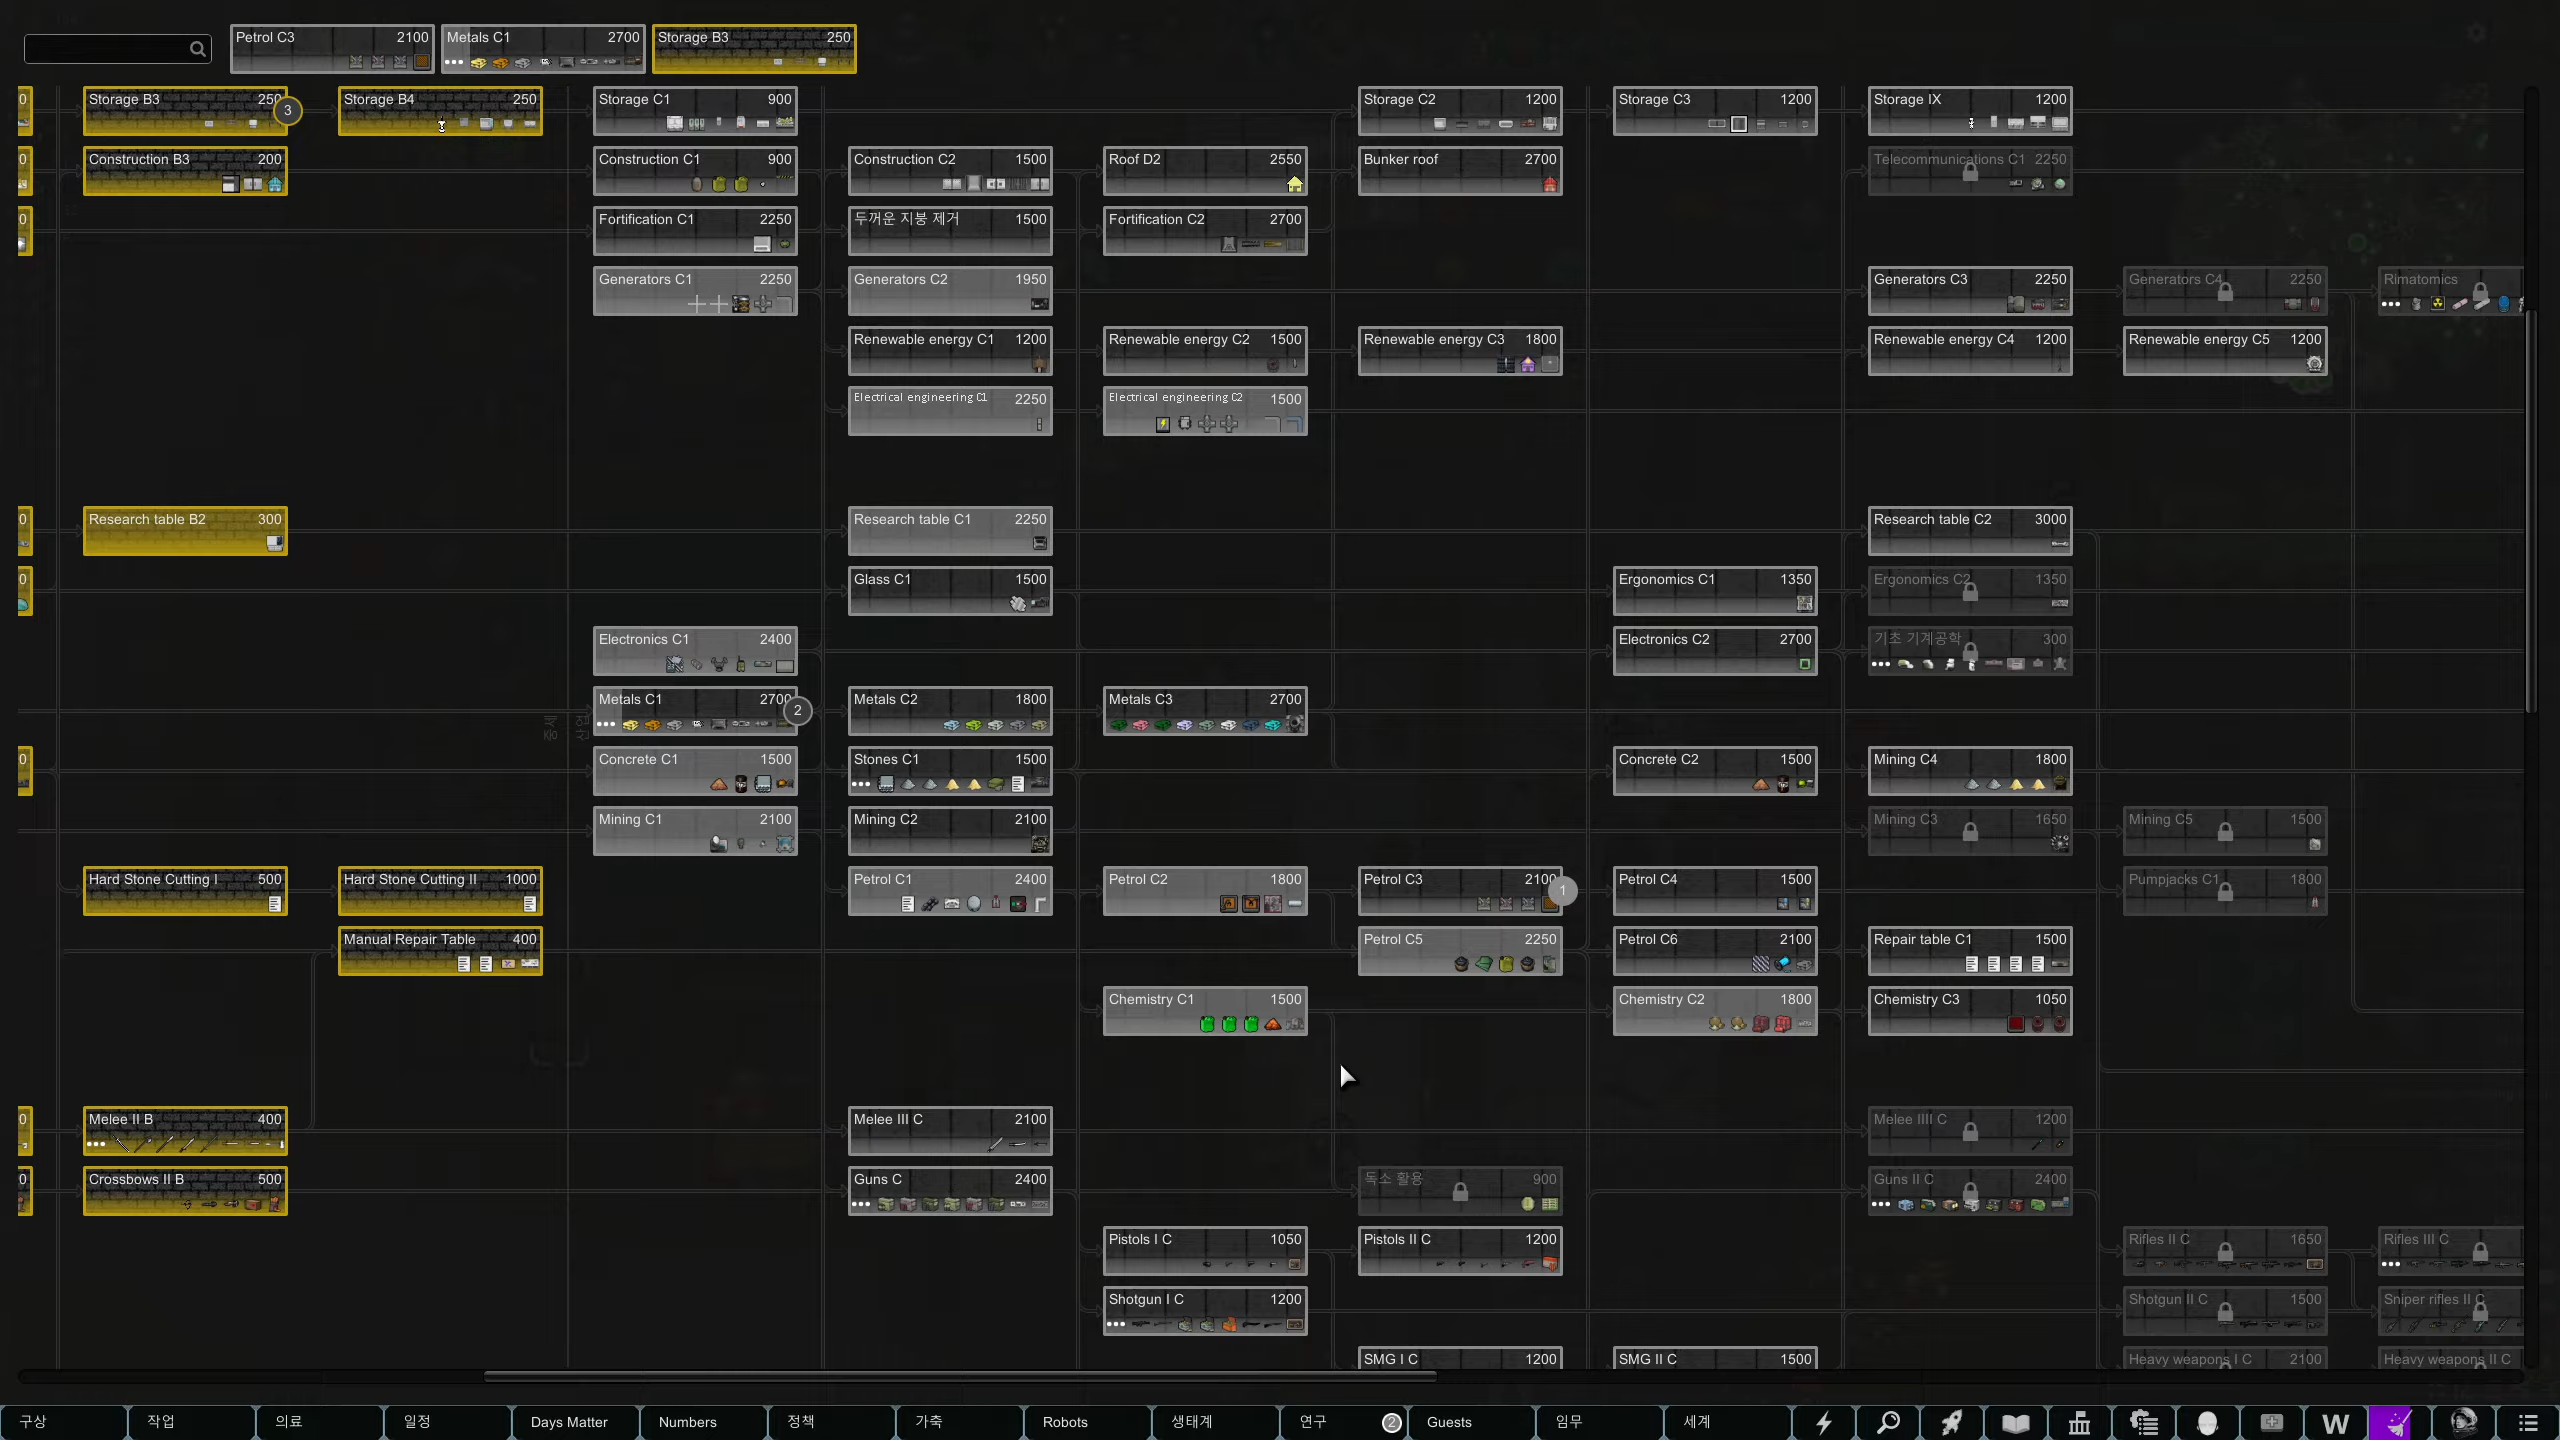 Petrol C3 2100
Metals C1 2700
Storage B3 250
Storage B3 250
3
Storage B4 250
Storage C1 900
Storage C2 1200
Storage C3 1200
Storage IX 1200
Construction B3 200
Construction C1 900
Construction C2 1500
Roof D2 2550
Bunker roof 2700
Telecommunications C1 2250
Fortification C1 2250
두꺼운 지붕 제거 1500
Fortification C2 2700
Generators C1 2250
Generators C2 1950
Generators C3 2250
Generators C4 2250
Rimatomics
Renewable energy C1 1200
Renewable energy C2 1500
Renewable energy C3 1800
Renewable energy C4 1200
Renewable energy C5 1200
Electrical engineering C1 2250
Electrical engineering C2 1500
Research table B2 300
Research table C1 2250
Research table C2 3000
Glass C1 1500
Ergonomics C1 1350
Ergonomics C2 1350
Electronics C1 2400
Electronics C2 2700
기초 기계공학 300
Metals C1 2700
2
Metals C2 1800
Metals C3 2700
Concrete C1 1500
Stones C1 1500
Concrete C2 1500
Mining C4 1800
Mining C1 2100
Mining C2 2100
Mining C3 1650
Mining C5 1500
Hard Stone Cutting I 500
Hard Stone Cutting II 1000
Petrol C1 2400
Petrol C2 1800
Petrol C3 2100
1
Petrol C4 1500
Pumpjacks C1 1800
Manual Repair Table 400
Petrol C5 2250
Petrol C6 2100
Repair table C1 1500
Chemistry C1 1500
Chemistry C2 1800
Chemistry C3 1050
Melee II B 400
Melee III C 2100
Melee IIII C 1200
Crossbows II B 500
Guns C 2400
독소 활용 900
Guns II C 2400
Pistols I C 1050
Pistols II C 1200
Rifles II C 1650
Rifles III C
Shotgun I C 1200
Shotgun II C 1500
Sniper rifles II C
SMG I C 1200
SMG II C 1500
Heavy weapons I C 2100
Heavy weapons II C
구상 작업 의료 일정 Days Matter Numbers 정책 가축 Robots 생태계 연구 2 Guests 임무 세계 W